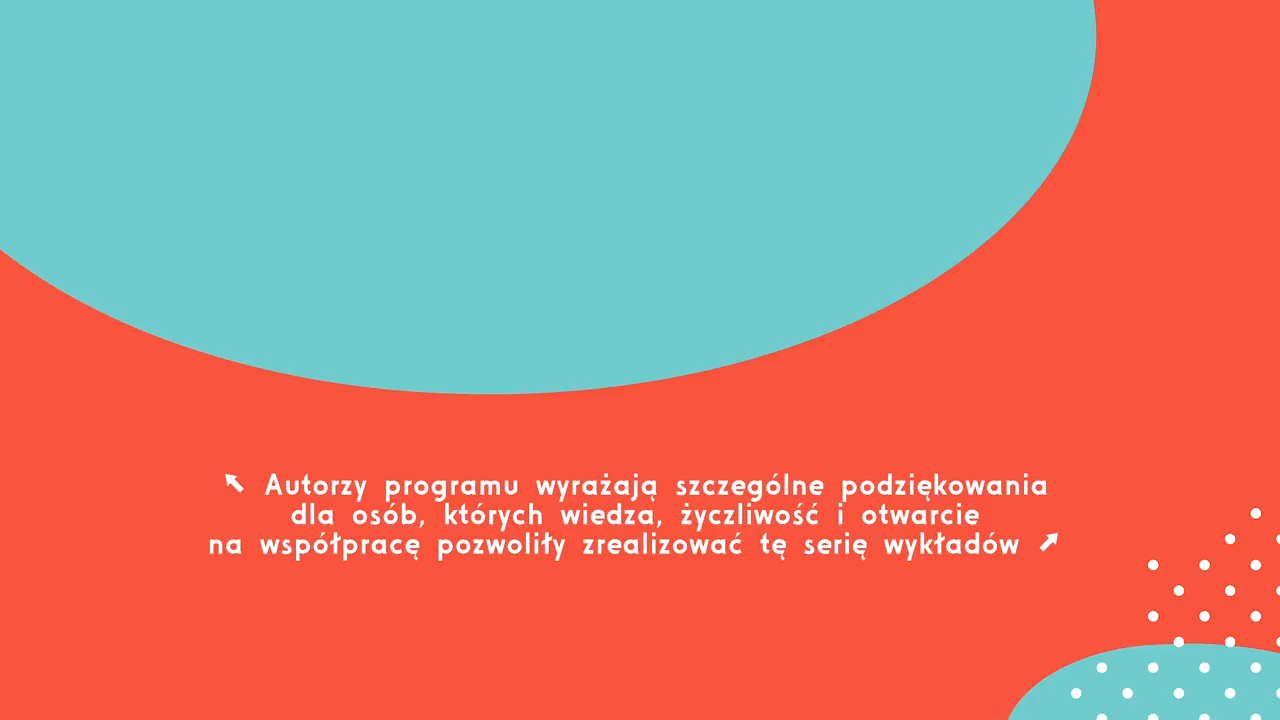 Autorzy programu wyrażają szczególne podziękowania
dla osób, których wiedza, życzliwość i otwarcie
na współpracę pozwoliły zrealizować tę serię wykładów